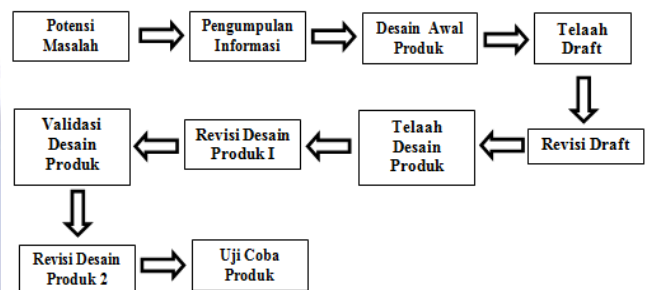 Potensi
Masalah
Pengumpulan
Informasi
Desain Awal
Produk
Telaah
Draft
Revisi Draft
Telaah
Desain
Produk
Revisi Desain
Produk I
Validasi
Desain
Produk
Revisi Desain
Produk 2
Uji Coba
Produk